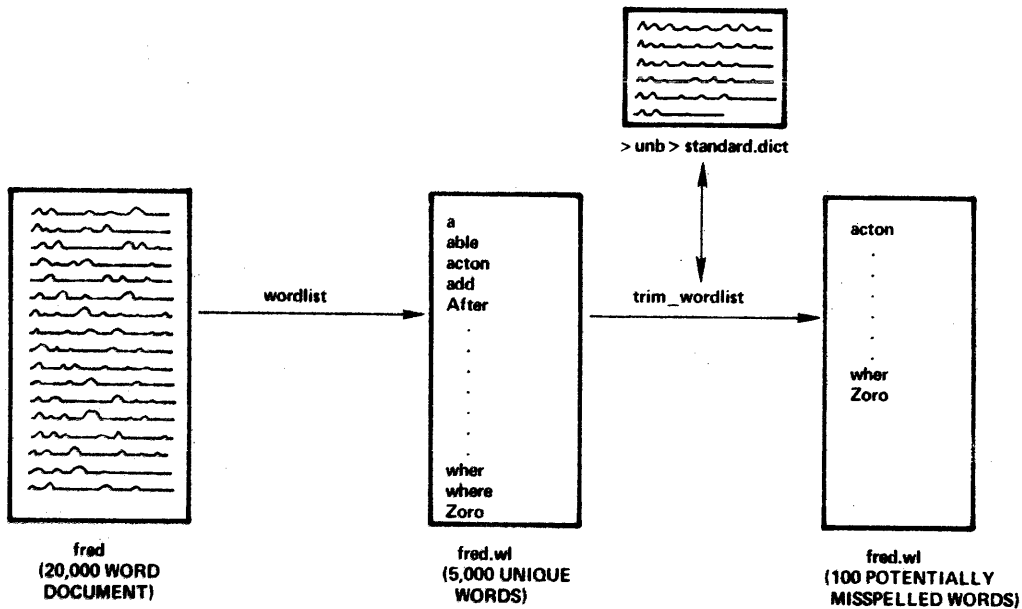 > unb > standard.dict
wordlist
trim_wordlist
a
able
acton
add
After
wher
where
Zoro
acton
wher
Zoro
fred
(20,000 WORD
DOCUMENT)
fred.wl
(5,000 UNIQUE
WORDS)
fred.wl
(100 POTENTIALLY
MISSPELLED WORDS)